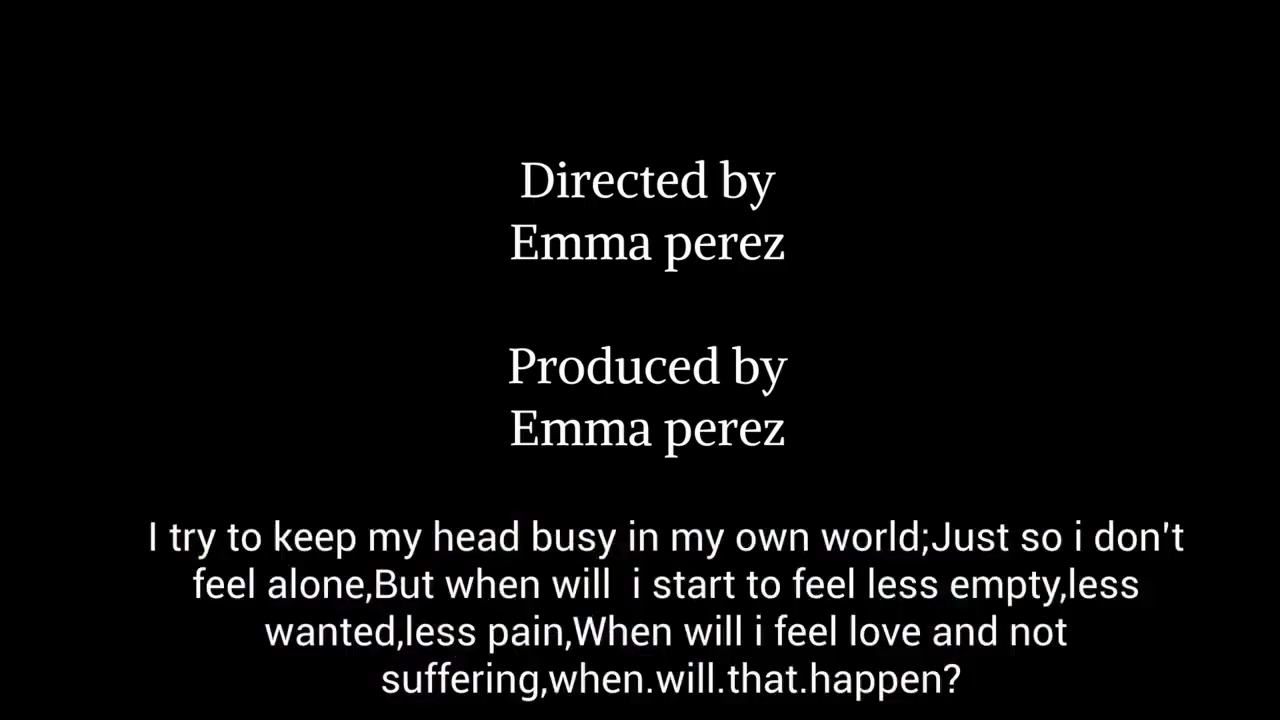 Directed by
Emma perez
Produced by
Emma perez
I try to keep my head busy in my own world;Just so i don't
feel alone,But when will  i start to feel less empty,less
wanted,less pain,When will i feel love and not
suffering,when.will.that.happen?